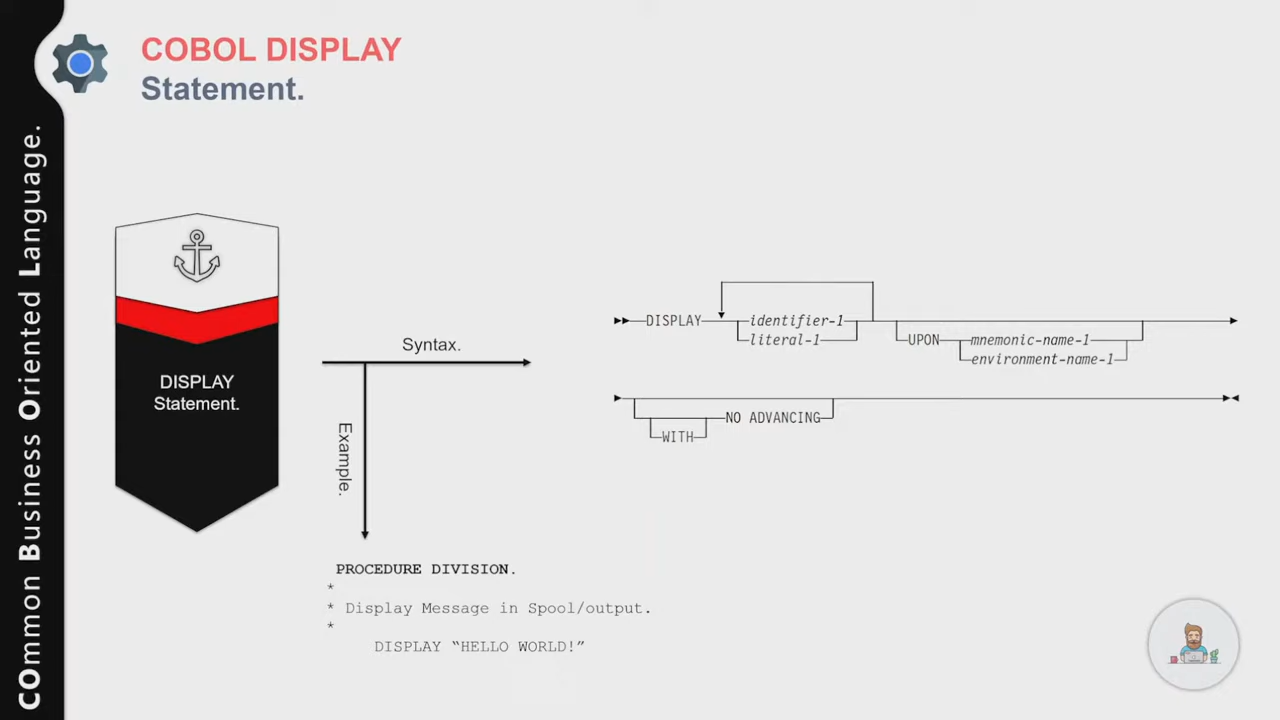 COBOL DISPLAY
Statement.
COmmon Business Oriented Language.
DISPLAY
Statement.
Syntax.
Example.
DISPLAY identifier-1
literal-1
UPON mnemonic-name-1
environment-name-1
NO ADVANCING
WITH
PROCEDURE DIVISION.
*
* Display Message in Spool/output.
*
DISPLAY “HELLO WORLD!”